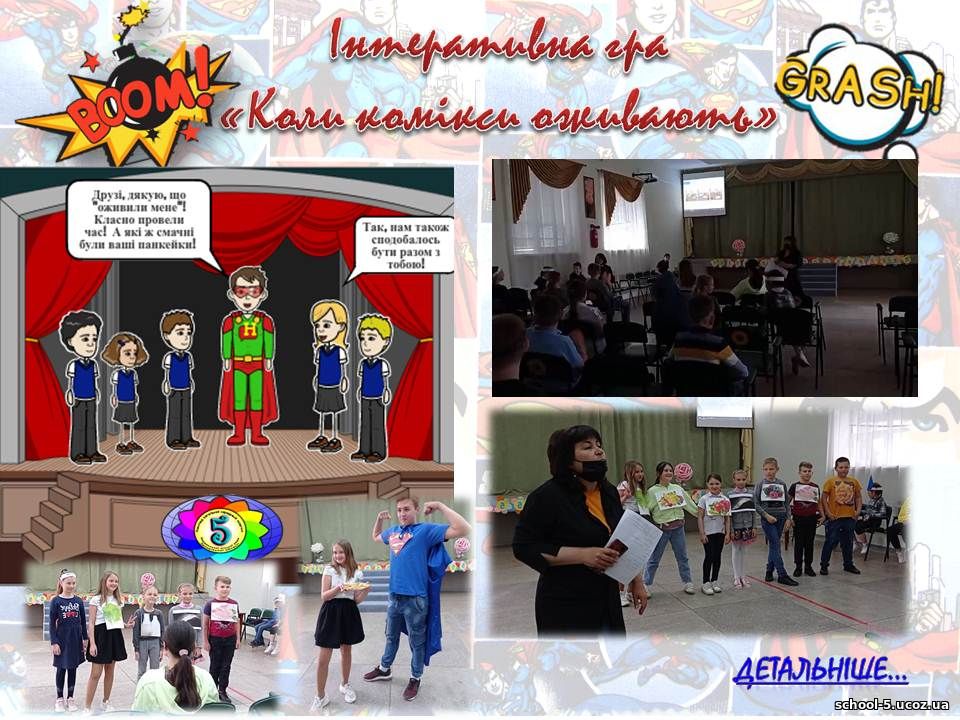 BOOM!
Інтеративна гра
«Коли комікси оживають»
GRASH!
Друзі, дякую, що
"оживили мене"!
Класно провели
час! А які ж смачні
були ваші панкейки!
Так, нам також
сподобалось
бути разом з
тобою!
H
5
ДЕТАЛЬНІШЕ...
school-5.ucoz.ua